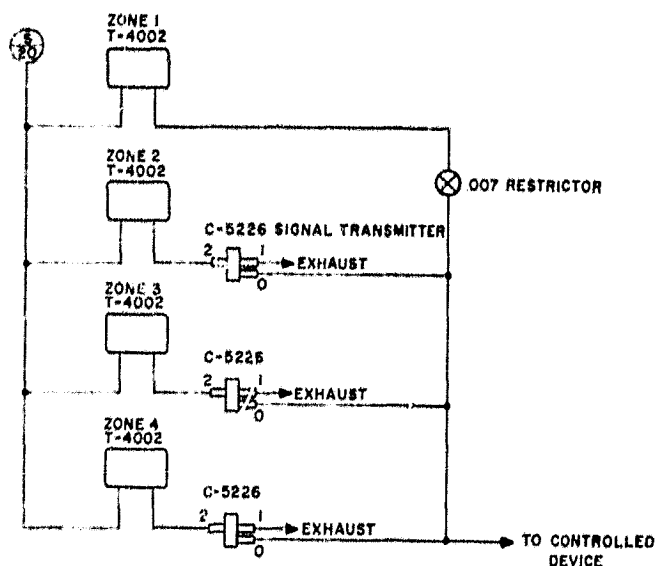 S
20
ZONE 1
T-4002
ZONE 2
T-4002
.007 RESTRICTOR
C-5226 SIGNAL TRANSMITTER
2
1
EXHAUST
0
ZONE 3
T-4002
C-5226
2
1
EXHAUST
0
ZONE 4
T-4002
C-5226
2
1
EXHAUST
0
TO CONTROLLED
DEVICE